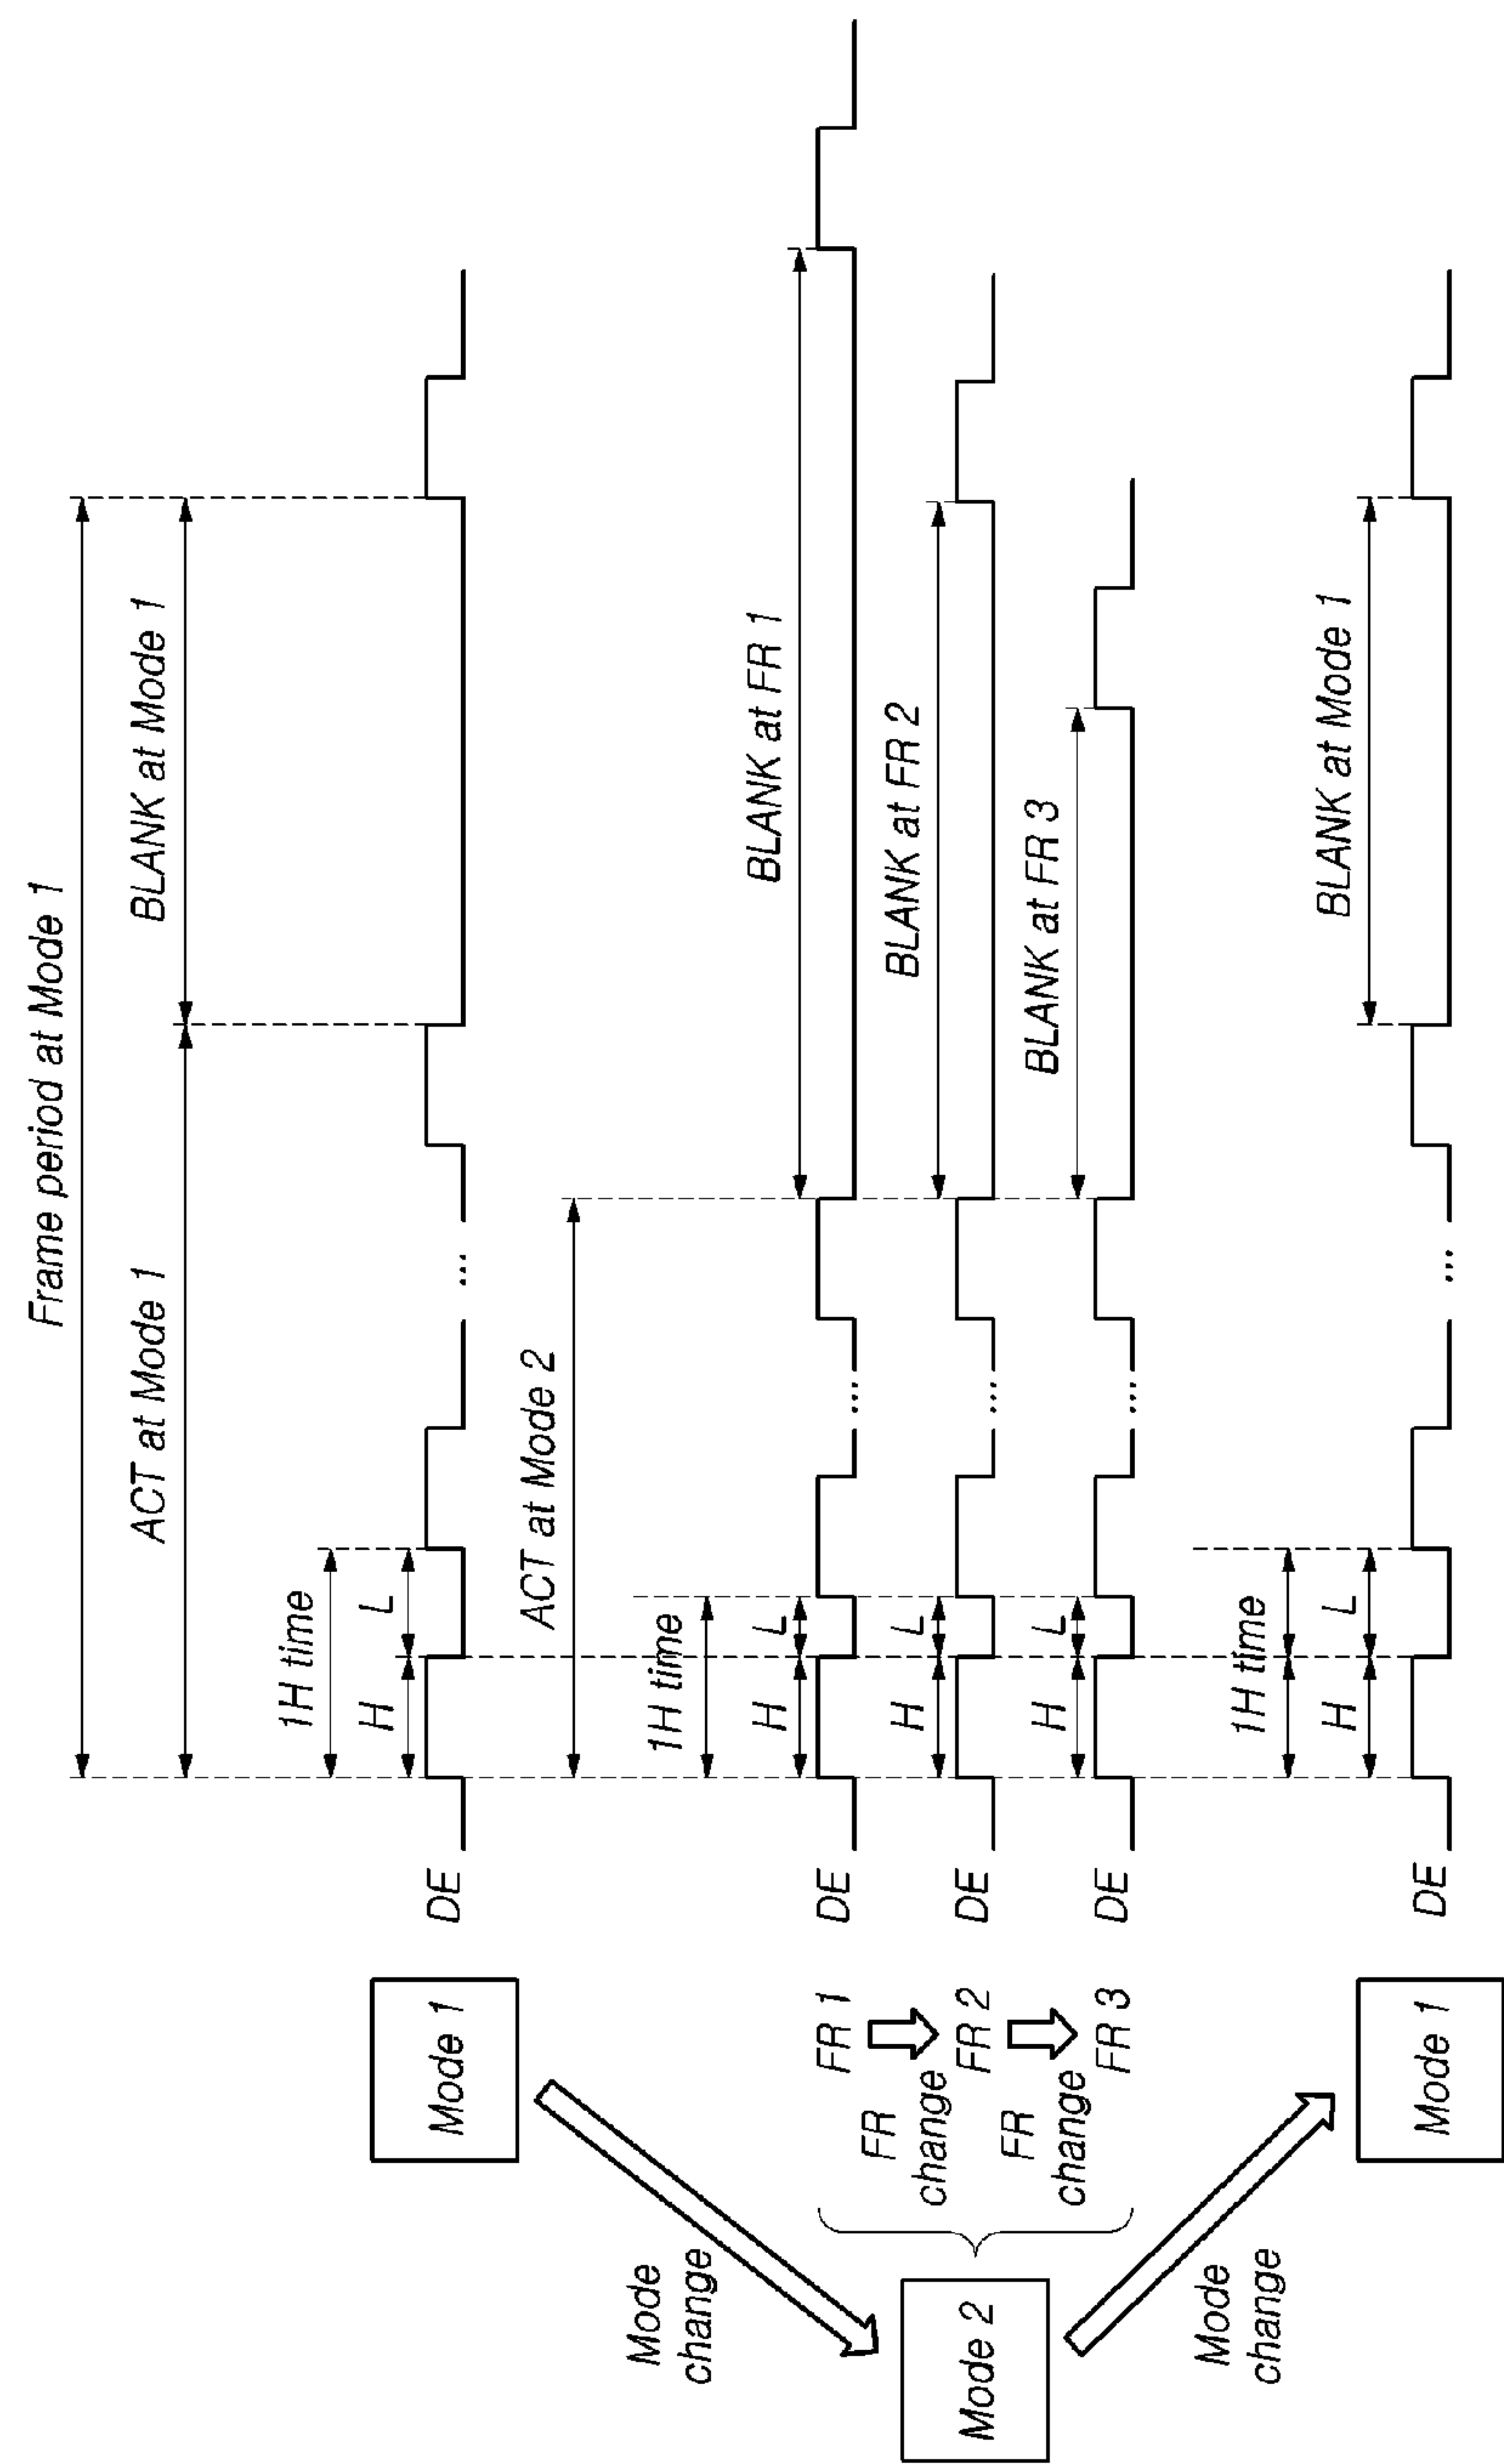 Frame period at Mode 1
ACT at Mode 1
BLANK at Mode 1
1H time
H
L
Mode 1
DE
...
Mode
change
ACT at Mode 2
1H time
BLANK at FR 1
H
L
FR 1
DE
...
FR
change
BLANK at FR 2
H
L
Mode 2
FR 2
DE
...
FR
change
BLANK at FR 3
H
L
FR 3
DE
...
Mode
change
1H time
BLANK at Mode 1
H
L
Mode 1
DE
...